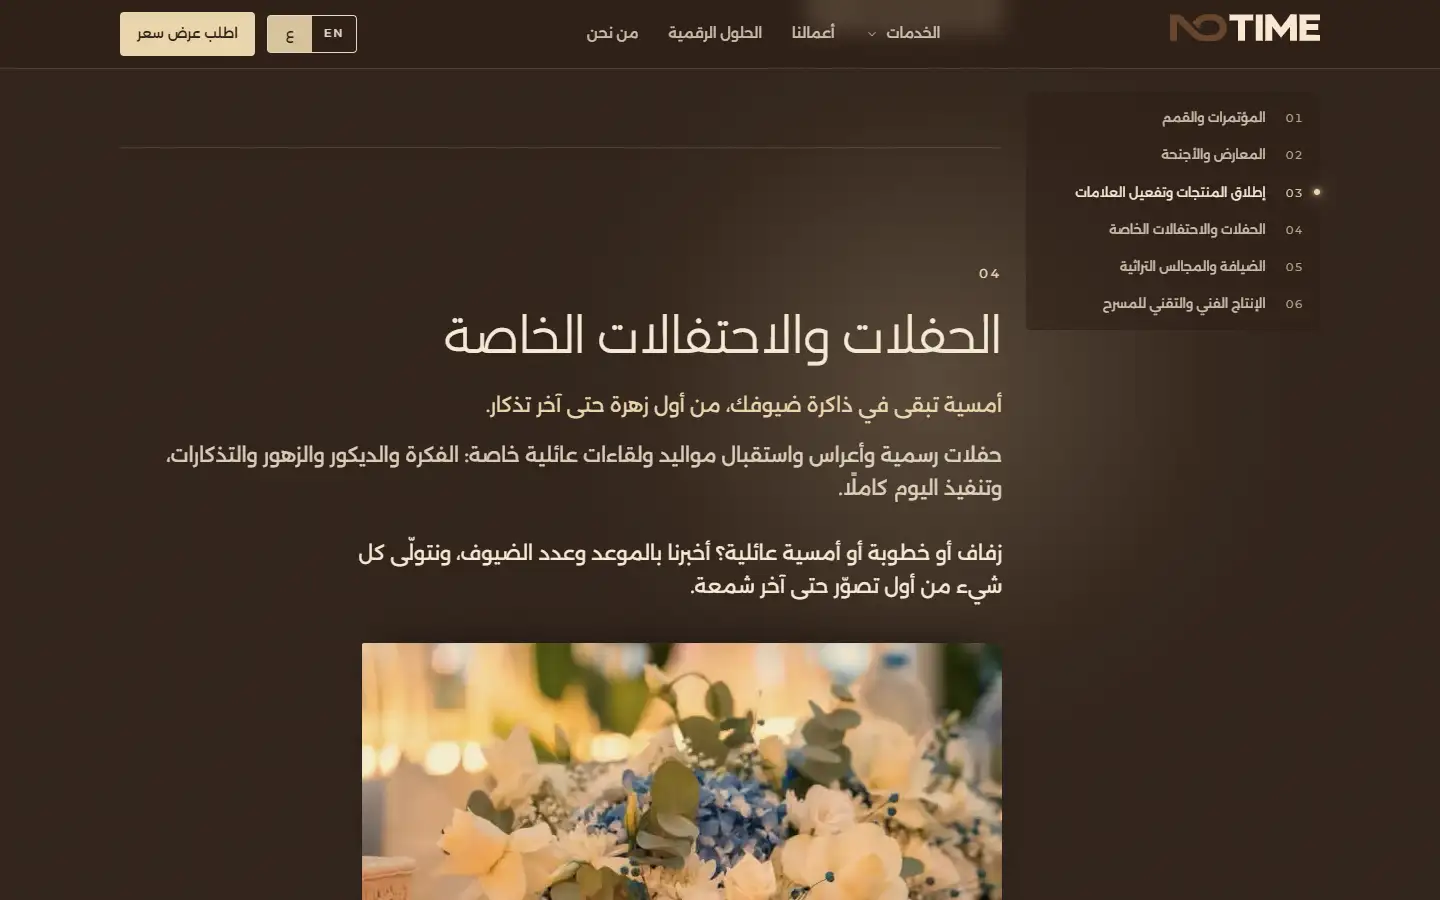 NOTIME
الخدمات
أعمالنا
الحلول الرقمية
من نحن
EN
ع
اطلب عرض سعر
01 المؤتمرات والقمم
02 المعارض والأجنحة
03 إطلاق المنتجات وتفعيل العلامات
04 الحفلات والاحتفالات الخاصة
05 الضيافة والمجالس التراثية
06 الإنتاج الفني والتقني للمسرح
04
الحفلات والاحتفالات الخاصة
أمسية تبقى في ذاكرة ضيوفك، من أول زهرة حتى آخر تذكار.
حفلات رسمية وأعراس واستقبال مواليد ولقاءات عائلية خاصة: الفكرة والديكور والزهور والتذكارات،
وتنفيذ اليوم كاملًا.
زفاف أو خطوبة أو أمسية عائلية؟ أخبرنا بالموعد وعدد الضيوف، ونتولّى كل
شيء من أول تصوّر حتى آخر شمعة.